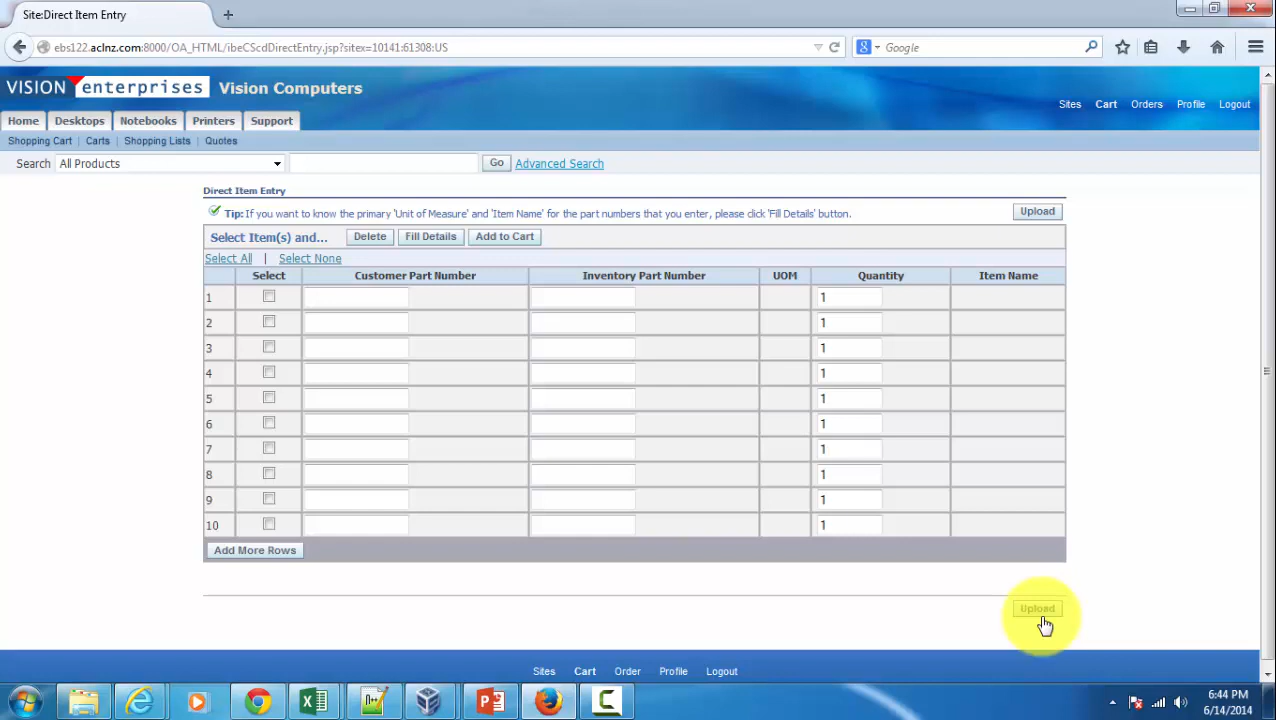 Site:Direct Item Entry
ebs122.aclnz.com:8000/OA_HTML/ibeCScdDirectEntry.jsp?sitex=10141:61308:US
Google
VISION enterprises Vision Computers
Sites Cart Orders Profile Logout
Home Desktops Notebooks Printers Support
Shopping Cart | Carts | Shopping Lists | Quotes
Search All Products Go Advanced Search
Direct Item Entry
Tip: If you want to know the primary 'Unit of Measure' and 'Item Name' for the part numbers that you enter, please click 'Fill Details' button. Upload
Select Item(s) and... Delete Fill Details Add to Cart
Select All | Select None
Select Customer Part Number Inventory Part Number UOM Quantity Item Name
1 1
2 1
3 1
4 1
5 1
6 1
7 1
8 1
9 1
10 1
Add More Rows
Upload
Sites Cart Order Profile Logout
6:44 PM
6/14/2014